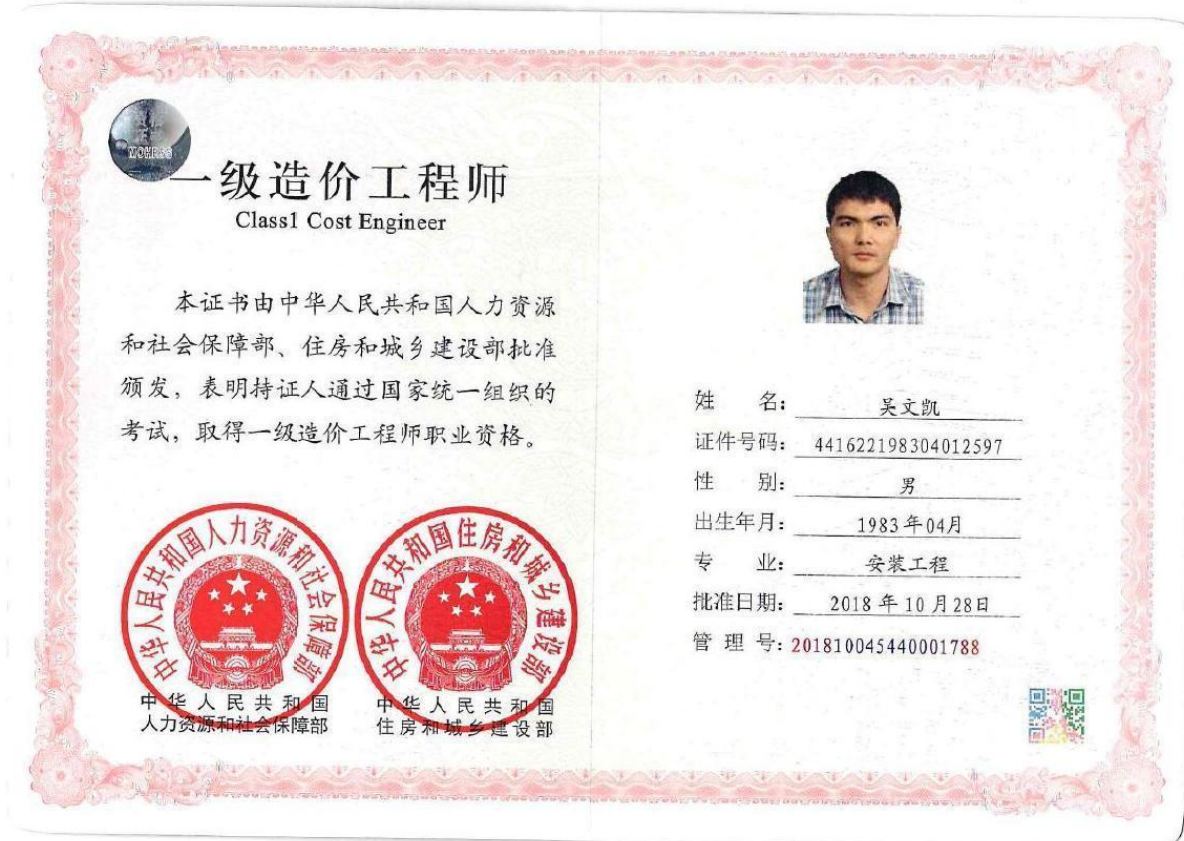 MOHRSS
一级造价工程师
Class1 Cost Engineer
本证书由中华人民共和国人力资源
和社会保障部、住房和城乡建设部批准
颁发，表明持证人通过国家统一组织的
考试，取得一级造价工程师职业资格。
中华人民共和国人力资源和社会保障部
中华人民共和国
人力资源和社会保障部
中华人民共和国住房和城乡建设部
中华人民共和国
住房和城乡建设部
姓 名： 吴文凯
证件号码： 441622198304012597
性 别： 男
出生年月： 1983年04月
专 业： 安装工程
批准日期： 2018年10月28日
管 理 号： 201810045440001788